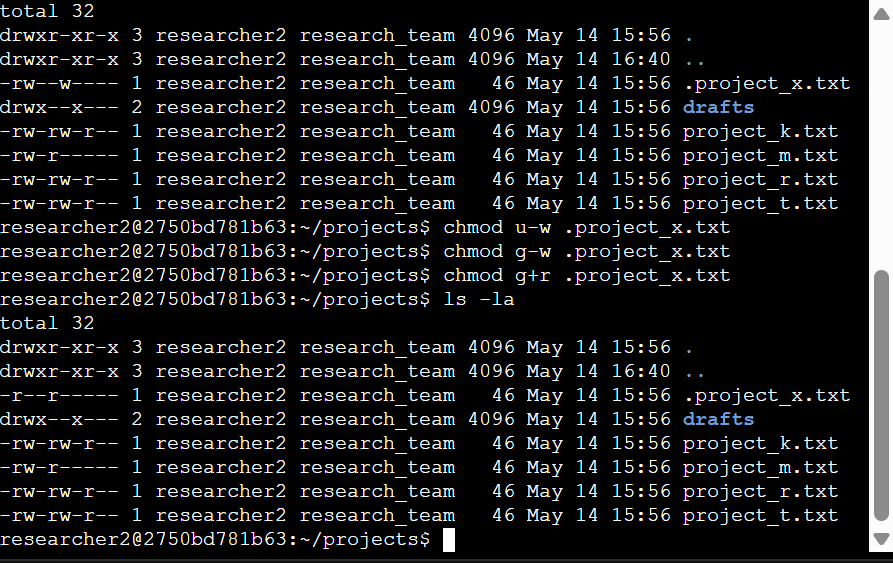 total 32
drwxr-xr-x 3 researcher2 research_team 4096 May 14 15:56 .
drwxr-xr-x 3 researcher2 research_team 4096 May 14 16:40 ..
-rw--w---- 1 researcher2 research_team   46 May 14 15:56 .project_x.txt
drwx--x--- 2 researcher2 research_team 4096 May 14 15:56 drafts
-rw-rw-r-- 1 researcher2 research_team   46 May 14 15:56 project_k.txt
-rw-r----- 1 researcher2 research_team   46 May 14 15:56 project_m.txt
-rw-rw-r-- 1 researcher2 research_team   46 May 14 15:56 project_r.txt
-rw-rw-r-- 1 researcher2 research_team   46 May 14 15:56 project_t.txt
researcher2@2750bd781b63:~/projects$ chmod u-w .project_x.txt
researcher2@2750bd781b63:~/projects$ chmod g-w .project_x.txt
researcher2@2750bd781b63:~/projects$ chmod g+r .project_x.txt
researcher2@2750bd781b63:~/projects$ ls -la
total 32
drwxr-xr-x 3 researcher2 research_team 4096 May 14 15:56 .
drwxr-xr-x 3 researcher2 research_team 4096 May 14 16:40 ..
-r--r----- 1 researcher2 research_team   46 May 14 15:56 .project_x.txt
drwx--x--- 2 researcher2 research_team 4096 May 14 15:56 drafts
-rw-rw-r-- 1 researcher2 research_team   46 May 14 15:56 project_k.txt
-rw-r----- 1 researcher2 research_team   46 May 14 15:56 project_m.txt
-rw-rw-r-- 1 researcher2 research_team   46 May 14 15:56 project_r.txt
-rw-rw-r-- 1 researcher2 research_team   46 May 14 15:56 project_t.txt
researcher2@2750bd781b63:~/projects$